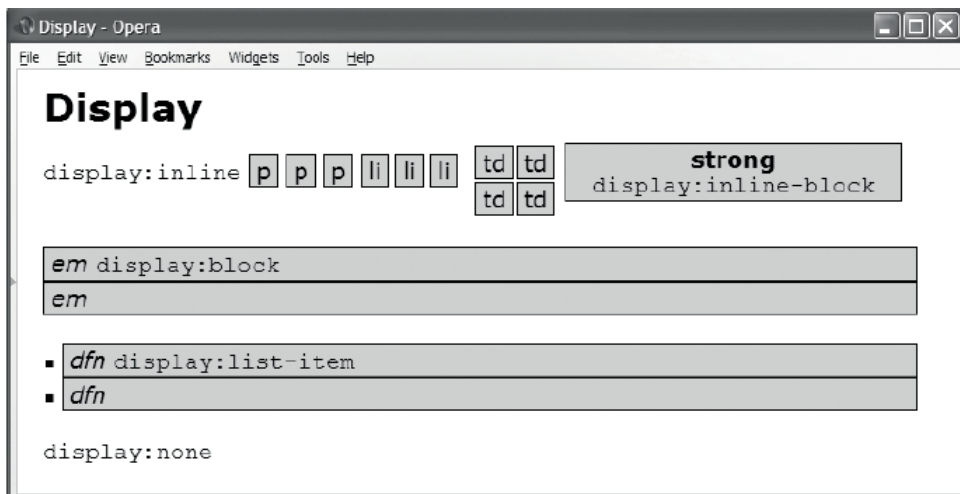 Display - Opera
File Edit View Bookmarks Widgets Tools Help
Display
display:inline p p p li li li td td strong
td td display:inline-block
em display:block
em
dfn display:list-item
dfn
display:none